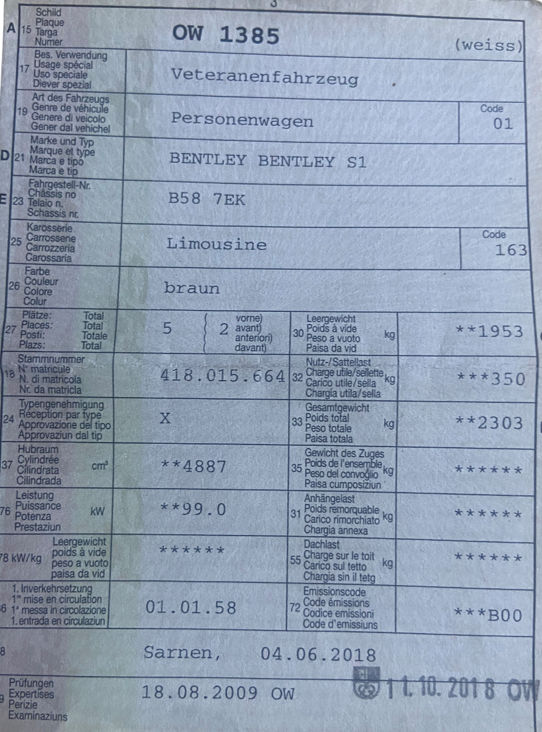 A 15 Schild
Plaque
Targa
Numer
OW 1385
(weiss)
17 Bes. Verwendung
Usage spécial
Uso speciale
Diever spezial
Veteranenfahrzeug
19 Art des Fahrzeugs
Genre de véhicule
Genere di veicolo
Gener dal vehichel
Personenwagen
Code
01
D 21 Marke und Typ
Marque et type
Marca e tipo
Marca e tip
BENTLEY BENTLEY S1
E 23 Fahrgestell-Nr.
Châssis no
Telaio n.
Schassis nr.
B58 7EK
25 Karosserie
Carrosserie
Carrozzeria
Carossaria
Limousine
Code
163
26 Farbe
Couleur
Colore
Colur
braun
27 Plätze: Total
Places: Total
Posti: Totale
Plazs: Total
5
2 vorne)
avant)
anteriori)
davant)
30 Leergewicht
Poids à vide
Peso a vuoto
Paisa da vid
kg
**1953
18 Stammnummer
N° matricule
N. di matricola
Nr. da matricla
418.015.664
32 Nutz-/Sattellast
Charge utile/sellette
Carico utile/sella
Chargia utila/sella
kg
***350
24 Typengenehmigung
Réception par type
Approvazione del tipo
Approvaziun dal tip
X
33 Gesamtgewicht
Poids total
Peso totale
Paisa totala
kg
**2303
37 Hubraum
Cylindrée
Cilindrata
Cilindrada
cm³
**4887
35 Gewicht des Zuges
Poids de l'ensemble
Peso del convoglio
Paisa cumposiziun
kg
******
76 Leistung
Puissance
Potenza
Prestaziun
kW
**99.0
31 Anhängelast
Poids remorquable
Carico rimorchiato
Chargia annexa
kg
******
78 kW/kg Leergewicht
poids à vide
peso a vuoto
paisa da vid
******
55 Dachlast
Charge sur le toit
Carico sul tetto
Chargia sin il tetg
kg
******
6 1. Inverkehrsetzung
1re mise en circulation
1a messa in circolazione
1. entrada en circulaziun
01.01.58
72 Emissionscode
Code émissions
Codice emissioni
Code d'emissiuns
***B00
8 Sarnen, 04.06.2018
9 Prüfungen
Expertises
Perizie
Examinaziuns
18.08.2009 OW
11.10.2018 OW